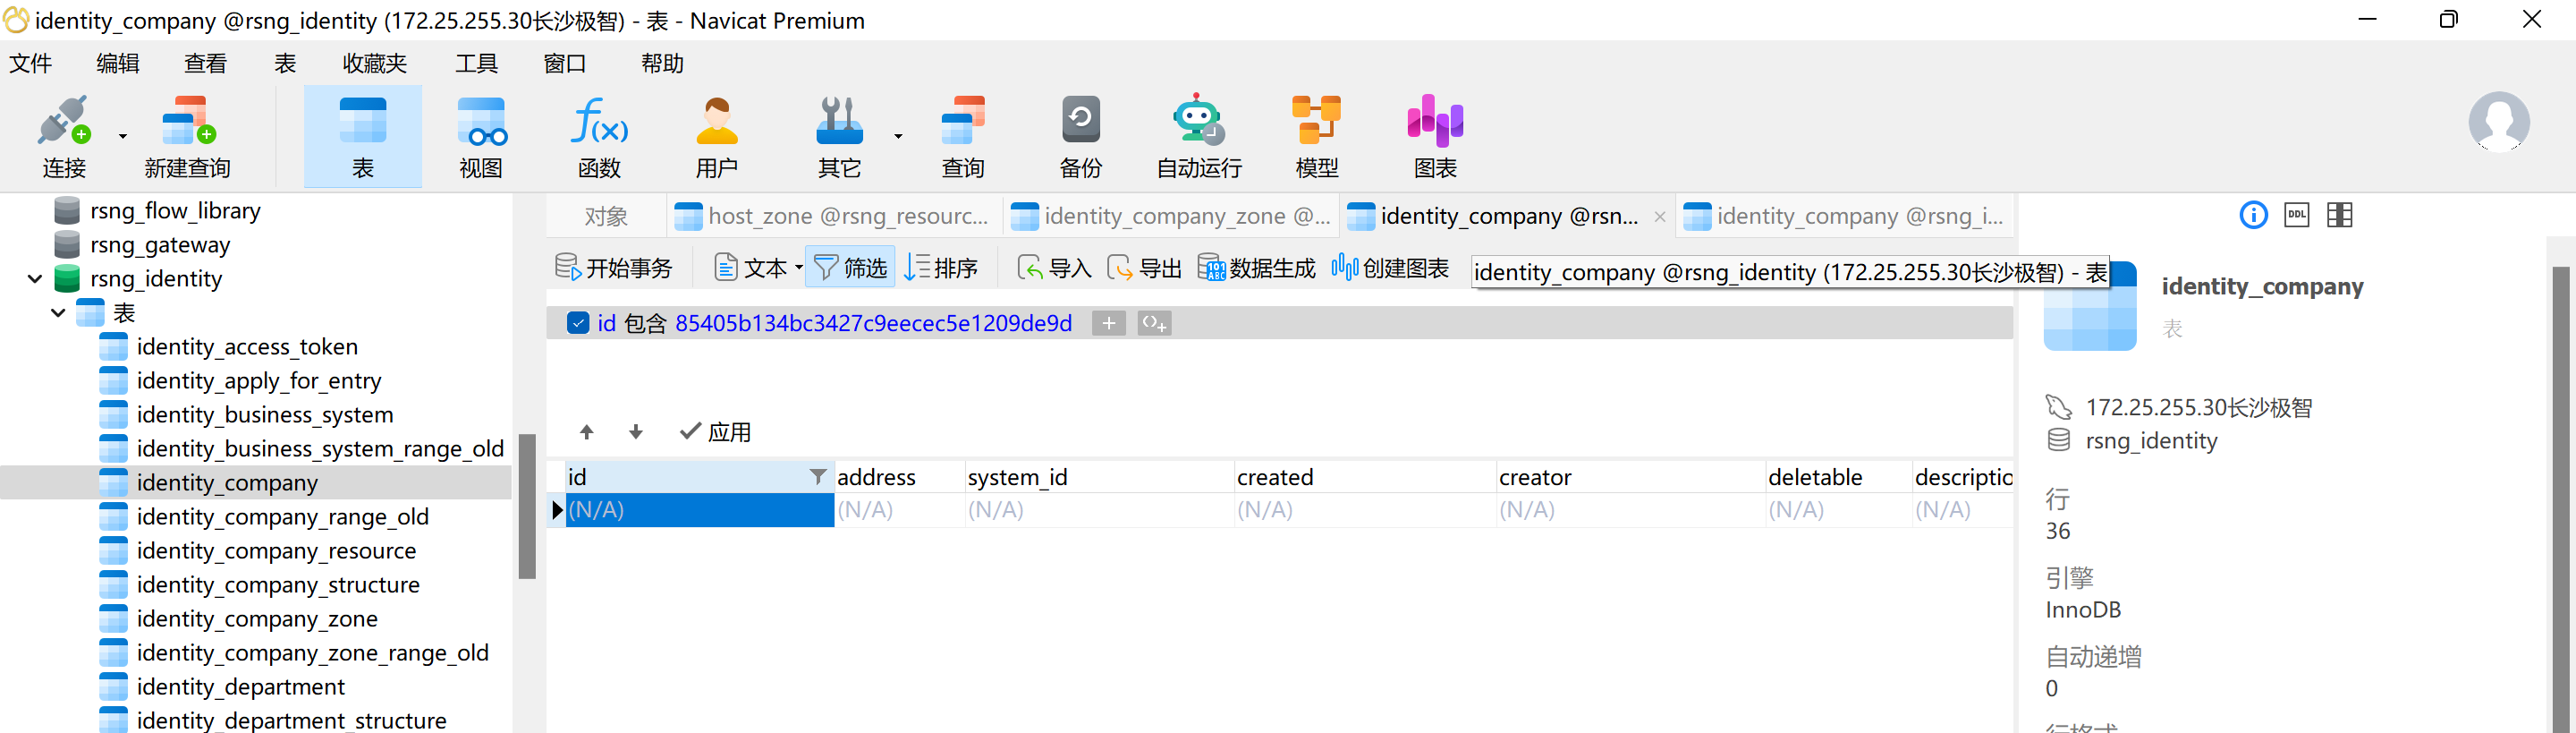 identity_company @rsng_identity (172.25.255.30长沙极智) - 表 - Navicat Premium
文件 编辑 查看 表 收藏夹 工具 窗口 帮助
连接 新建查询 表 视图 函数 用户 其它 查询 备份 自动运行 模型 图表
rsng_flow_library
rsng_gateway
rsng_identity
表
identity_access_token
identity_apply_for_entry
identity_business_system
identity_business_system_range_old
identity_company
identity_company_range_old
identity_company_resource
identity_company_structure
identity_company_zone
identity_company_zone_range_old
identity_department
identity_department_structure
对象 host_zone @rsng_resourc... identity_company_zone @... identity_company @rsn... identity_company @rsng_i...
开始事务 文本 筛选 排序 导入 导出 数据生成 创建图表
identity_company @rsng_identity (172.25.255.30长沙极智) - 表
id 包含 85405b134bc3427c9eecec5e1209de9d
应用
id address system_id created creator deletable descriptio
(N/A) (N/A) (N/A) (N/A) (N/A) (N/A) (N/A)
DDL
identity_company
表
172.25.255.30长沙极智
rsng_identity
行
36
引擎
InnoDB
自动递增
0
行格式